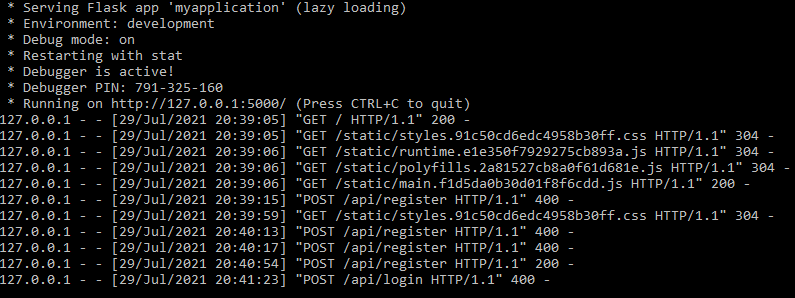 * Serving Flask app 'myapplication' (lazy loading)
* Environment: development
* Debug mode: on
* Restarting with stat
* Debugger is active!
* Debugger PIN: 791-325-160
* Running on http://127.0.0.1:5000/ (Press CTRL+C to quit)
127.0.0.1 - - [29/Jul/2021 20:39:05] "GET / HTTP/1.1" 200 -
127.0.0.1 - - [29/Jul/2021 20:39:05] "GET /static/styles.91c50cd6edc4958b30ff.css HTTP/1.1" 304 -
127.0.0.1 - - [29/Jul/2021 20:39:06] "GET /static/runtime.e1e350f7929275cb893a.js HTTP/1.1" 304 -
127.0.0.1 - - [29/Jul/2021 20:39:06] "GET /static/polyfills.2a81527cb8a0f61d681e.js HTTP/1.1" 304 -
127.0.0.1 - - [29/Jul/2021 20:39:06] "GET /static/main.f1d5da0b30d01f8f6cdd.js HTTP/1.1" 200 -
127.0.0.1 - - [29/Jul/2021 20:39:15] "POST /api/register HTTP/1.1" 400 -
127.0.0.1 - - [29/Jul/2021 20:39:59] "GET /static/styles.91c50cd6edc4958b30ff.css HTTP/1.1" 304 -
127.0.0.1 - - [29/Jul/2021 20:40:13] "POST /api/register HTTP/1.1" 400 -
127.0.0.1 - - [29/Jul/2021 20:40:17] "POST /api/register HTTP/1.1" 400 -
127.0.0.1 - - [29/Jul/2021 20:40:54] "POST /api/register HTTP/1.1" 200 -
127.0.0.1 - - [29/Jul/2021 20:41:23] "POST /api/login HTTP/1.1" 400 -